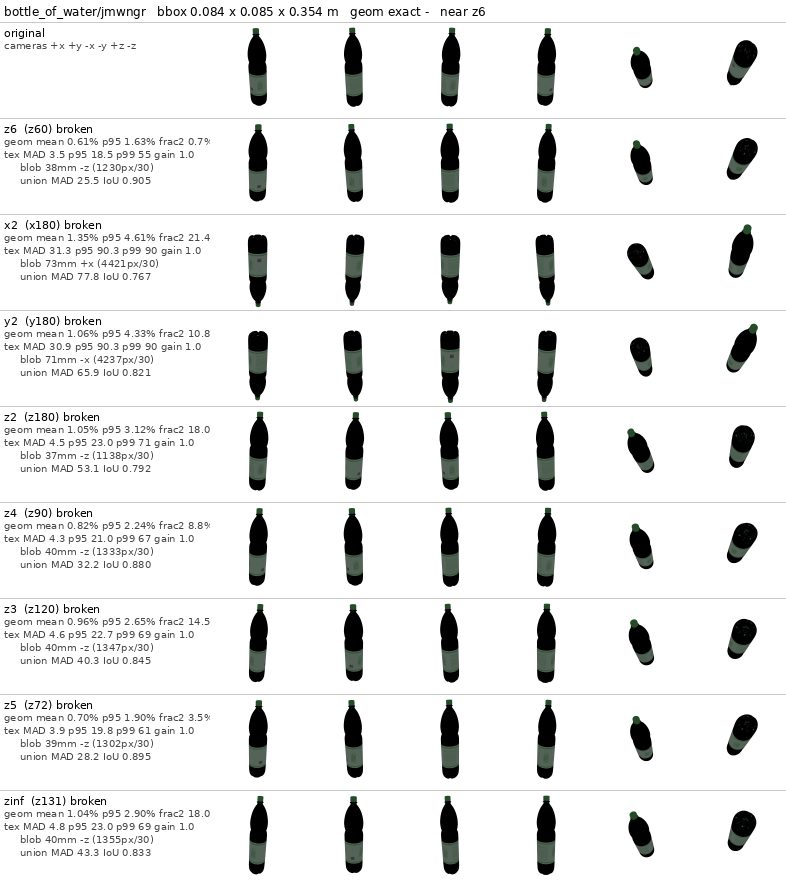 bottle_of_water/jmwngr bbox 0.084 x 0.085 x 0.354 m geom exact - near z6
original
cameras +x +y -x -y +z -z
z6 (z60) broken
geom mean 0.61% p95 1.63% frac2 0.7%
tex MAD 3.5 p95 18.5 p99 55 gain 1.0
blob 38mm -z (1230px/30)
union MAD 25.5 IoU 0.905
x2 (x180) broken
geom mean 1.35% p95 4.61% frac2 21.4
tex MAD 31.3 p95 90.3 p99 90 gain 1.0
blob 73mm +x (4421px/30)
union MAD 77.8 IoU 0.767
y2 (y180) broken
geom mean 1.06% p95 4.33% frac2 10.8
tex MAD 30.9 p95 90.3 p99 90 gain 1.0
blob 71mm -x (4237px/30)
union MAD 65.9 IoU 0.821
z2 (z180) broken
geom mean 1.05% p95 3.12% frac2 18.0
tex MAD 4.5 p95 23.0 p99 71 gain 1.0
blob 37mm -z (1138px/30)
union MAD 53.1 IoU 0.792
z4 (z90) broken
geom mean 0.82% p95 2.24% frac2 8.8%
tex MAD 4.3 p95 21.0 p99 67 gain 1.0
blob 40mm -z (1333px/30)
union MAD 32.2 IoU 0.880
z3 (z120) broken
geom mean 0.96% p95 2.65% frac2 14.5
tex MAD 4.6 p95 22.7 p99 69 gain 1.0
blob 40mm -z (1347px/30)
union MAD 40.3 IoU 0.845
z5 (z72) broken
geom mean 0.70% p95 1.90% frac2 3.5%
tex MAD 3.9 p95 19.8 p99 61 gain 1.0
blob 39mm -z (1302px/30)
union MAD 28.2 IoU 0.895
zinf (z131) broken
geom mean 1.04% p95 2.90% frac2 18.0
tex MAD 4.8 p95 23.0 p99 69 gain 1.0
blob 40mm -z (1355px/30)
union MAD 43.3 IoU 0.833